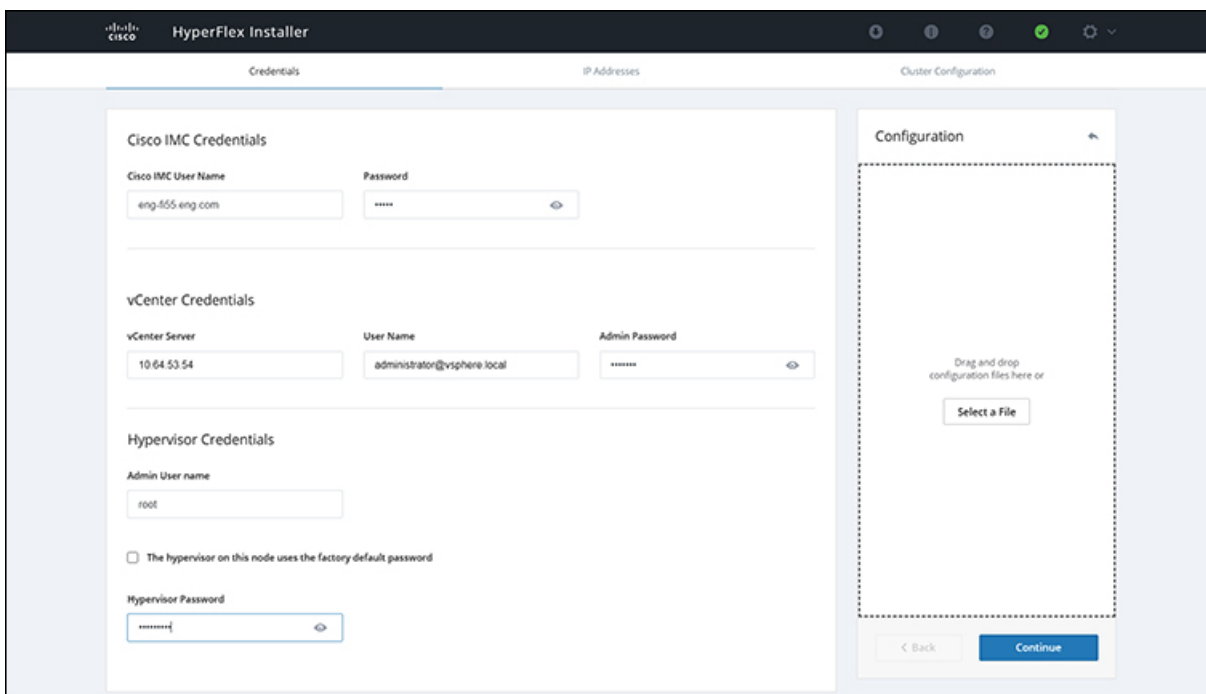 CISCO
HyperFlex Installer
Credentials
IP Addresses
Cluster Configuration
Cisco IMC Credentials
Cisco IMC User Name
Password
eng-fi55.eng.com
•••••
vCenter Credentials
vCenter Server
User Name
Admin Password
10.64.53.54
administrator@vsphere.local
•••••••
Hypervisor Credentials
Admin User name
root
The hypervisor on this node uses the factory default password
Hypervisor Password
••••••••••
Configuration
Drag and drop
configuration files here or
Select a File
< Back
Continue